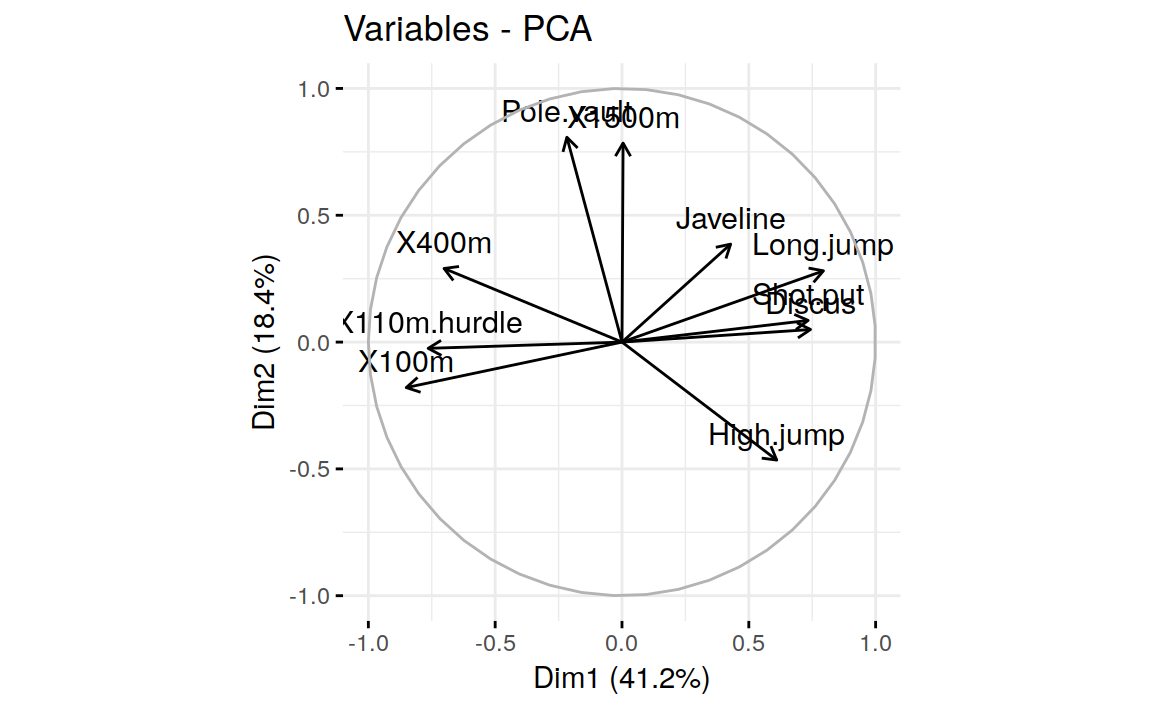 Variables - PCA
1.0
Pole.vault
X1500m
0.5
Javeline
X400m
Long.jump
Shot.put
Discus
X110m.hurdle
0.0
X100m
High.jump
-0.5
-1.0
Dim2 (18.4%)
-1.0 -0.5 0.0 0.5 1.0
Dim1 (41.2%)